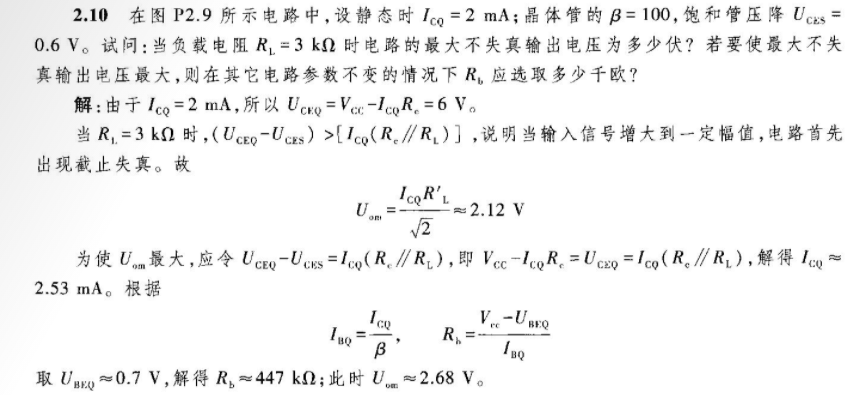 2.10 在图 P2.9 所示电路中,设静态时 I_CQ = 2 mA;晶体管的 β = 100,饱和管压降 U_CES =
0.6 V。试问:当负载电阻 R_L = 3 kΩ 时电路的最大不失真输出电压为多少伏?若要使最大不失
真输出电压最大,则在其它电路参数不变的情况下 R_b 应选取多少千欧?
解:由于 I_CQ = 2 mA,所以 U_CEQ = V_CC - I_CQ R_c = 6 V。
当 R_L = 3 kΩ 时,(U_CEQ - U_CES) > [I_CQ(R_c // R_L)],说明当输入信号增大到一定幅值,电路首先
出现截止失真。故
U_om = I_CQ R'_L / √2 ≈ 2.12 V
为使 U_om 最大,应令 U_CEQ - U_CES = I_CQ(R_c // R_L),即 V_CC - I_CQ R_c = U_CEQ = I_CQ(R_c // R_L),解得 I_CQ ≈
2.53 mA。根据
I_BQ = I_CQ / β, R_b = V_CC - U_BEQ / I_BQ
取 U_BEQ ≈ 0.7 V,解得 R_b ≈ 447 kΩ;此时 U_om ≈ 2.68 V。